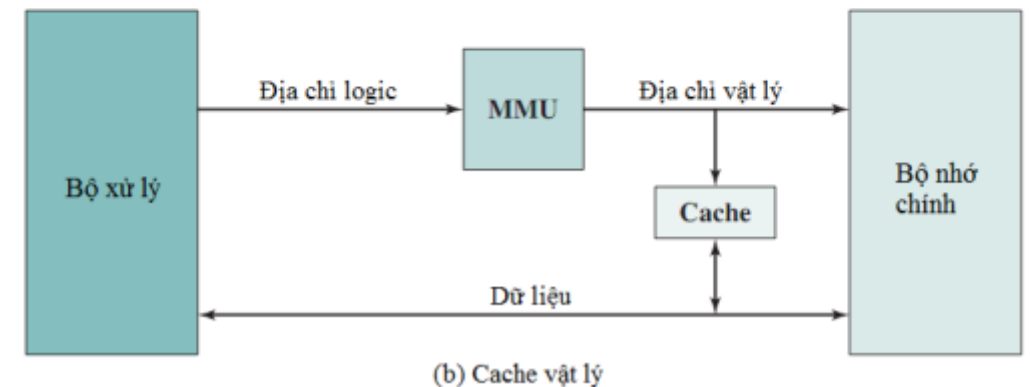 Địa chỉ logic
MMU
Địa chỉ vật lý
Bộ xử lý
Bộ nhớ
chính
Cache
Dữ liệu
(b) Cache vật lý